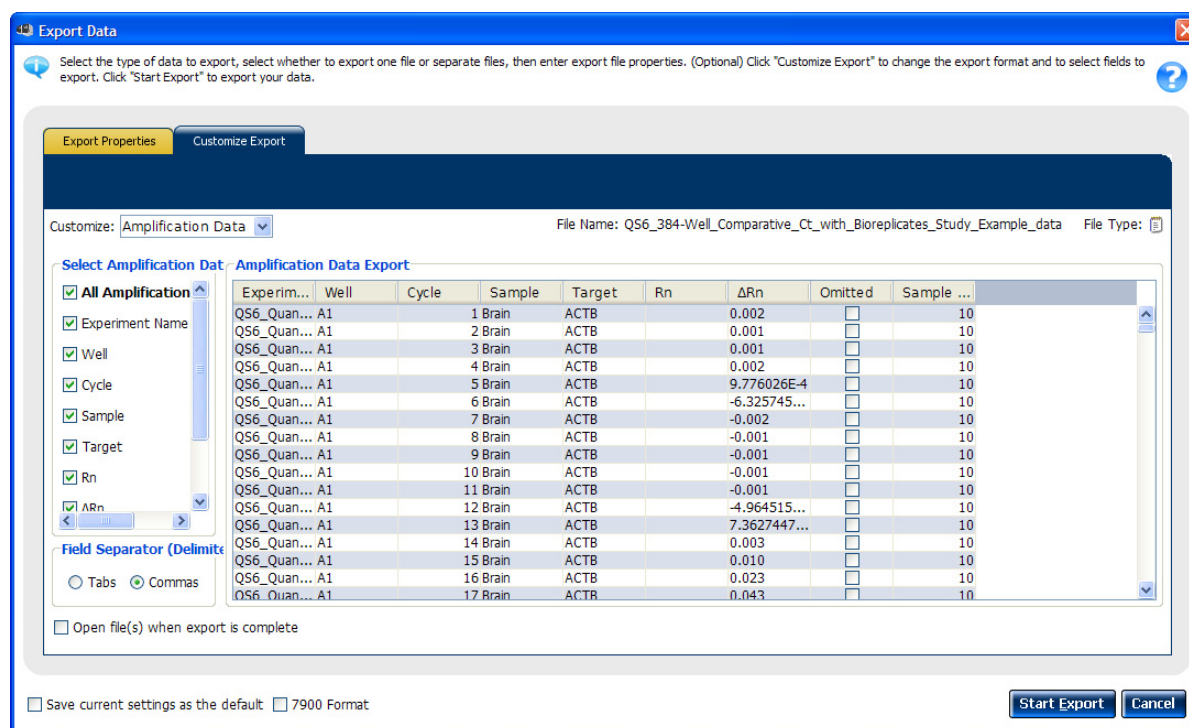 Export Data
Select the type of data to export, select whether to export one file or separate files, then enter export file properties. (Optional) Click "Customize Export" to change the export format and to select fields to
export. Click "Start Export" to export your data.
Export Properties Customize Export
Customize: Amplification Data File Name: QS6_384-Well_Comparative_Ct_with_Bioreplicates_Study_Example_data File Type:
Select Amplification Dat
All Amplification
Experiment Name
Well
Cycle
Sample
Target
Rn
ΔRn
Field Separator (Delimite
Tabs Commas
Amplification Data Export
Experim... Well Cycle Sample Target Rn ΔRn Omitted Sample ...
QS6_Quan... A1 1 Brain ACTB 0.002 10
QS6_Quan... A1 2 Brain ACTB 0.001 10
QS6_Quan... A1 3 Brain ACTB 0.001 10
QS6_Quan... A1 4 Brain ACTB 0.002 10
QS6_Quan... A1 5 Brain ACTB 9.776026E-4 10
QS6_Quan... A1 6 Brain ACTB -6.325745... 10
QS6_Quan... A1 7 Brain ACTB -0.002 10
QS6_Quan... A1 8 Brain ACTB -0.001 10
QS6_Quan... A1 9 Brain ACTB -0.001 10
QS6_Quan... A1 10 Brain ACTB -0.001 10
QS6_Quan... A1 11 Brain ACTB -0.001 10
QS6_Quan... A1 12 Brain ACTB -4.964515... 10
QS6_Quan... A1 13 Brain ACTB 7.3627447... 10
QS6_Quan... A1 14 Brain ACTB 0.003 10
QS6_Quan... A1 15 Brain ACTB 0.010 10
QS6_Quan... A1 16 Brain ACTB 0.023 10
QS6_Quan... A1 17 Brain ACTB 0.043 10
Open file(s) when export is complete
Save current settings as the default 7900 Format Start Export Cancel